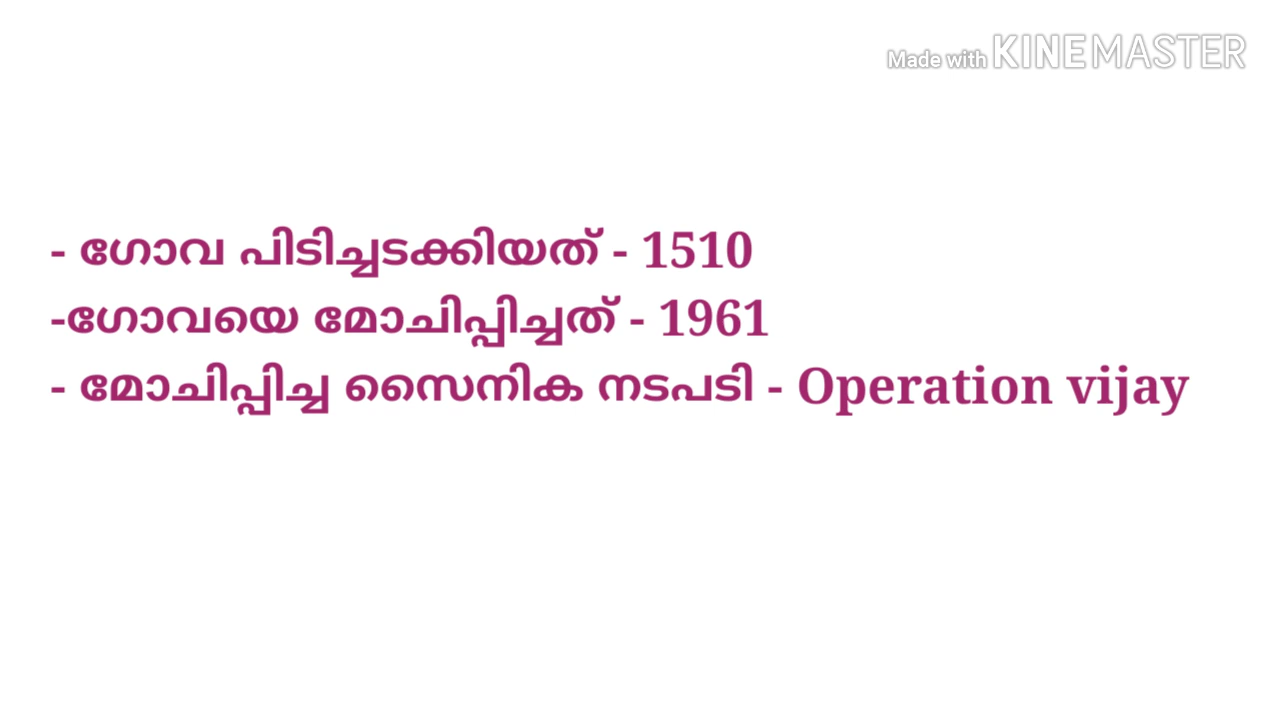 Made with KINEMASTER
- ഗോവ പിടിച്ചടക്കിയത് - 1510
-ഗോവയെ മോചിപ്പിച്ചത് - 1961
- മോചിപ്പിച്ച സൈനിക നടപടി - Operation vijay